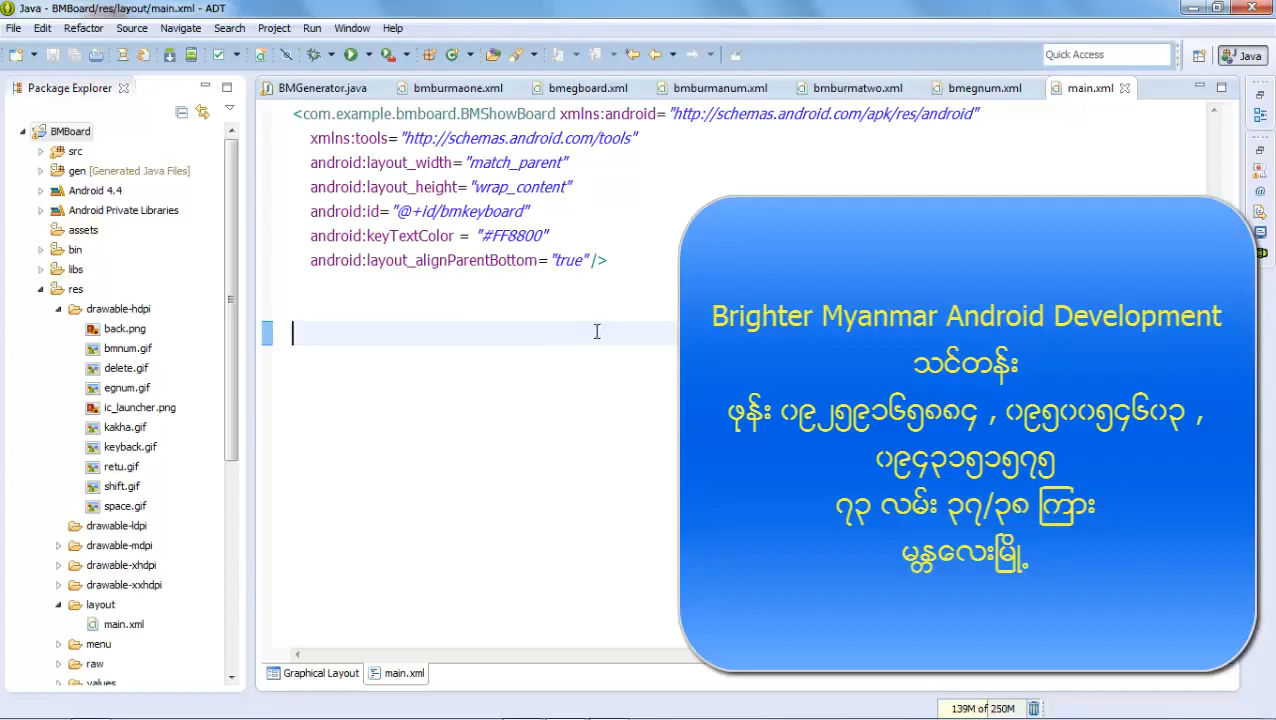 Java - BMBoard/res/layout/main.xml - ADT
File Edit Refactor Source Navigate Search Project Run Window Help
Quick Access
Java
Package Explorer
BMGenerator.java bmburmaone.xml bmegboard.xml bmburmanum.xml bmburmatwo.xml bmegnum.xml main.xml
BMBoard
src
gen [Generated Java Files]
Android 4.4
Android Private Libraries
assets
bin
libs
res
drawable-hdpi
back.png
bmnum.gif
delete.gif
egnum.gif
ic_launcher.png
kakha.gif
keyback.gif
retu.gif
shift.gif
space.gif
drawable-ldpi
drawable-mdpi
drawable-xhdpi
drawable-xxhdpi
layout
main.xml
menu
raw
values
<com.example.bmboard.BMShowBoard xmlns:android="http://schemas.android.com/apk/res/android"
xmlns:tools="http://schemas.android.com/tools"
android:layout_width="match_parent"
android:layout_height="wrap_content"
android:id="@+id/bmkeyboard"
android:keyTextColor = "#FF8800"
android:layout_alignParentBottom="true" />
Brighter Myanmar Android Development
သင်တန်း
ဖုန်း ၀၉၂၅၉၁၆၅၈၈၄ , ၀၉၅၀၀၅၄၆၀၃ ,
၀၉၄၃၁၅၁၅၇၅
၇၃ လမ်း ၃၇/၃၈ ကြား
မန္တလေးမြို့
Graphical Layout main.xml
139M of 250M